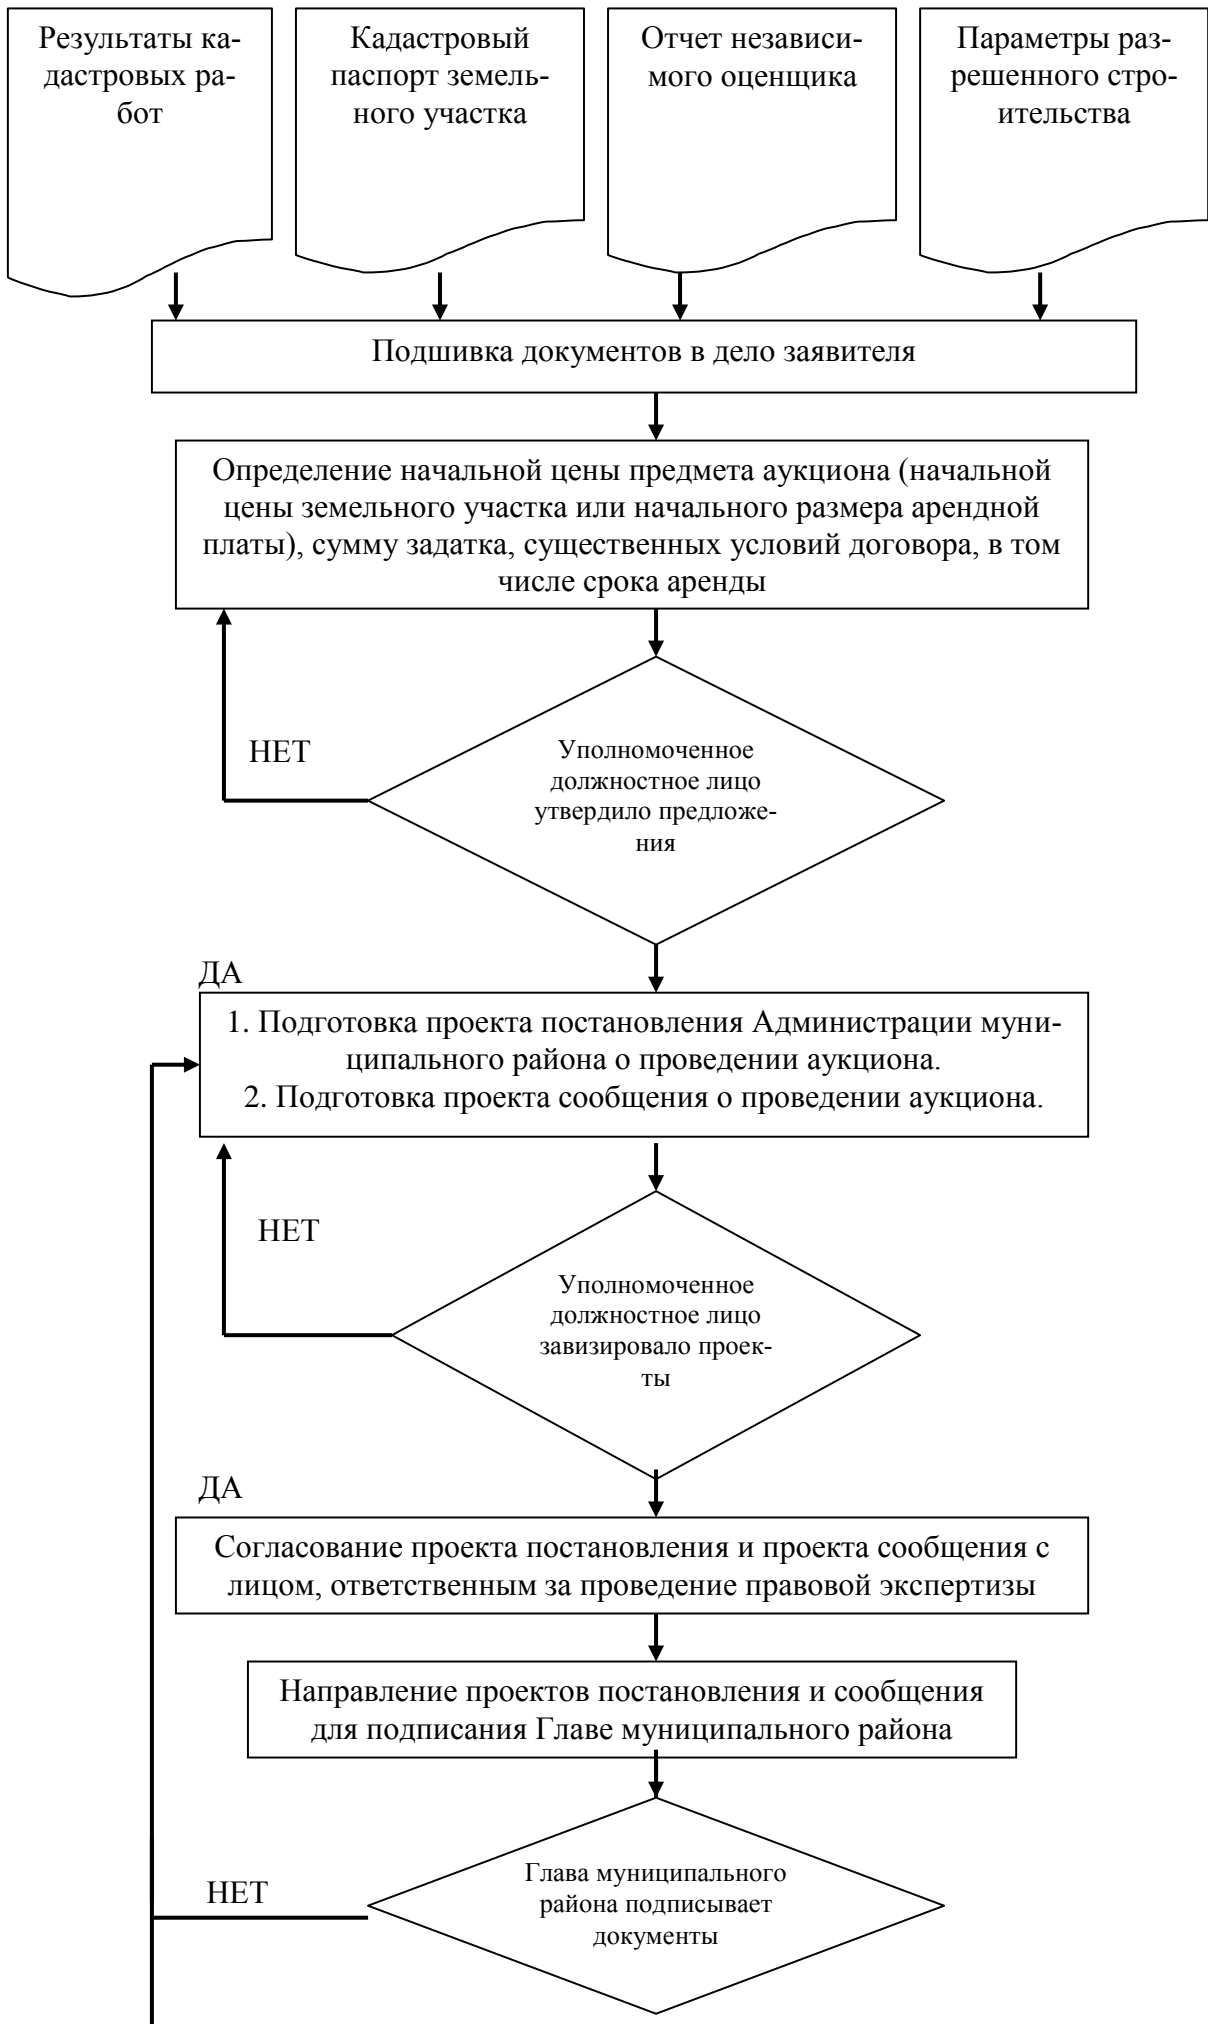 Результаты ка-
дастровых ра-
бот
Кадастровый
паспорт земель-
ного участка
Отчет независи-
мого оценщика
Параметры раз-
решенного стро-
ительства
Подшивка документов в дело заявителя
Определение начальной цены предмета аукциона (начальной
цены земельного участка или начального размера арендной
платы), сумму задатка, существенных условий договора, в том
числе срока аренды
НЕТ
Уполномоченное
должностное лицо
утвердило предложе-
ния
ДА
1. Подготовка проекта постановления Администрации муни-
ципального района о проведении аукциона.
2. Подготовка проекта сообщения о проведении аукциона.
НЕТ
Уполномоченное
должностное лицо
завизировало проек-
ты
ДА
Согласование проекта постановления и проекта сообщения с
лицом, ответственным за проведение правовой экспертизы
Направление проектов постановления и сообщения
для подписания Главе муниципального района
НЕТ
Глава муниципального
района подписывает
документы